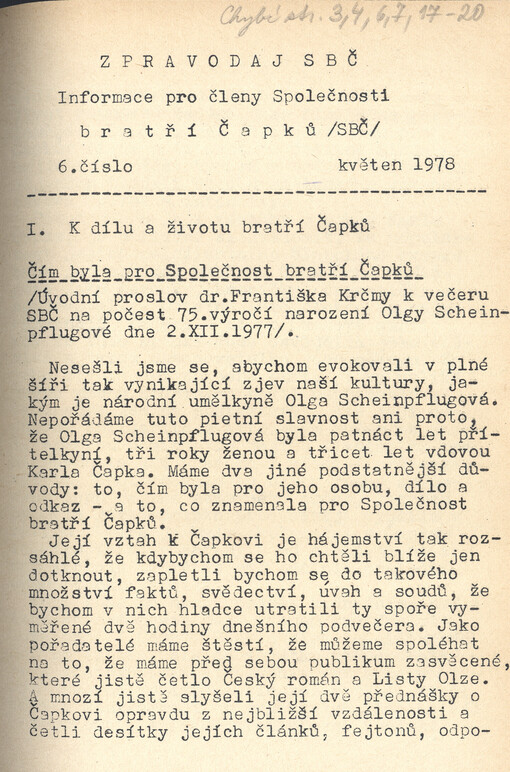 Chybí str. 3,4,6,7,17-20
ZPRAVODAJ SBČ
Informace pro členy Společnosti
bratří Čapků /SBČ/
6.číslo květen 1978
I. K dílu a životu bratří Čapků
Čím byla pro Společnost bratří Čapků
/Úvodní proslov dr.Františka Krčmy k večeru
SBČ na počest 75.výročí narození Olgy Schein-
pflugové dne 2.XII.1977/.
Nesešli jsme se, abychom evokovali v plné
šíři tak vynikající zjev naší kultury, ja-
kým je národní umělkyně Olga Scheinpflugová.
Nepořádáme tuto pietní slavnost ani proto,
že Olga Scheinpflugová byla patnáct let pří-
telkyní, tři roky ženou a třicet let vdovou
Karla Čapka. Máme dva jiné podstatnější dů-
vody: to, čím byla pro jeho osobu, dílo a
odkaz - a to, co znamenala pro Společnost
bratří Čapků.
Její vztah k Čapkovi je hájemství tak roz-
sáhlé, že kdybychom se ho chtěli blíže jen
dotknout, zapletli bychom se do takového
množství faktů, svědectví, úvah a soudů, že
bychom v nich hladce utratili ty spoře vy-
měřené dvě hodiny dnešního podvečera. Jako
pořadatelé máme štěstí, že můžeme spoléhat
na to, že máme před sebou publikum zasvěcené,
které jistě četlo Český román a Listy Olze.
A mnozí jistě slyšeli její dvě přednášky o
Čapkovi opravdu z nejbližší vzdálenosti a
četli desítky jejích článků, fejtonů, odpo-